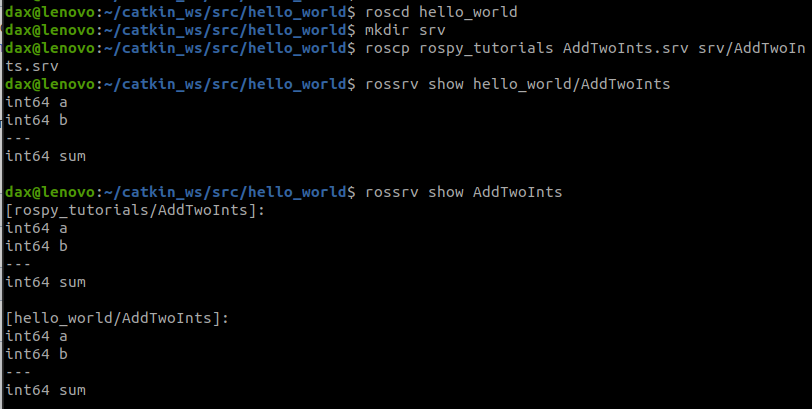 dax@lenovo:~/catkin_ws/src/hello_world$ roscd hello_world
dax@lenovo:~/catkin_ws/src/hello_world$ mkdir srv
dax@lenovo:~/catkin_ws/src/hello_world$ roscp rospy_tutorials AddTwoInts.srv srv/AddTwoIn
ts.srv
dax@lenovo:~/catkin_ws/src/hello_world$ rossrv show hello_world/AddTwoInts
int64 a
int64 b
---
int64 sum
dax@lenovo:~/catkin_ws/src/hello_world$ rossrv show AddTwoInts
[rospy_tutorials/AddTwoInts]:
int64 a
int64 b
---
int64 sum
[hello_world/AddTwoInts]:
int64 a
int64 b
---
int64 sum